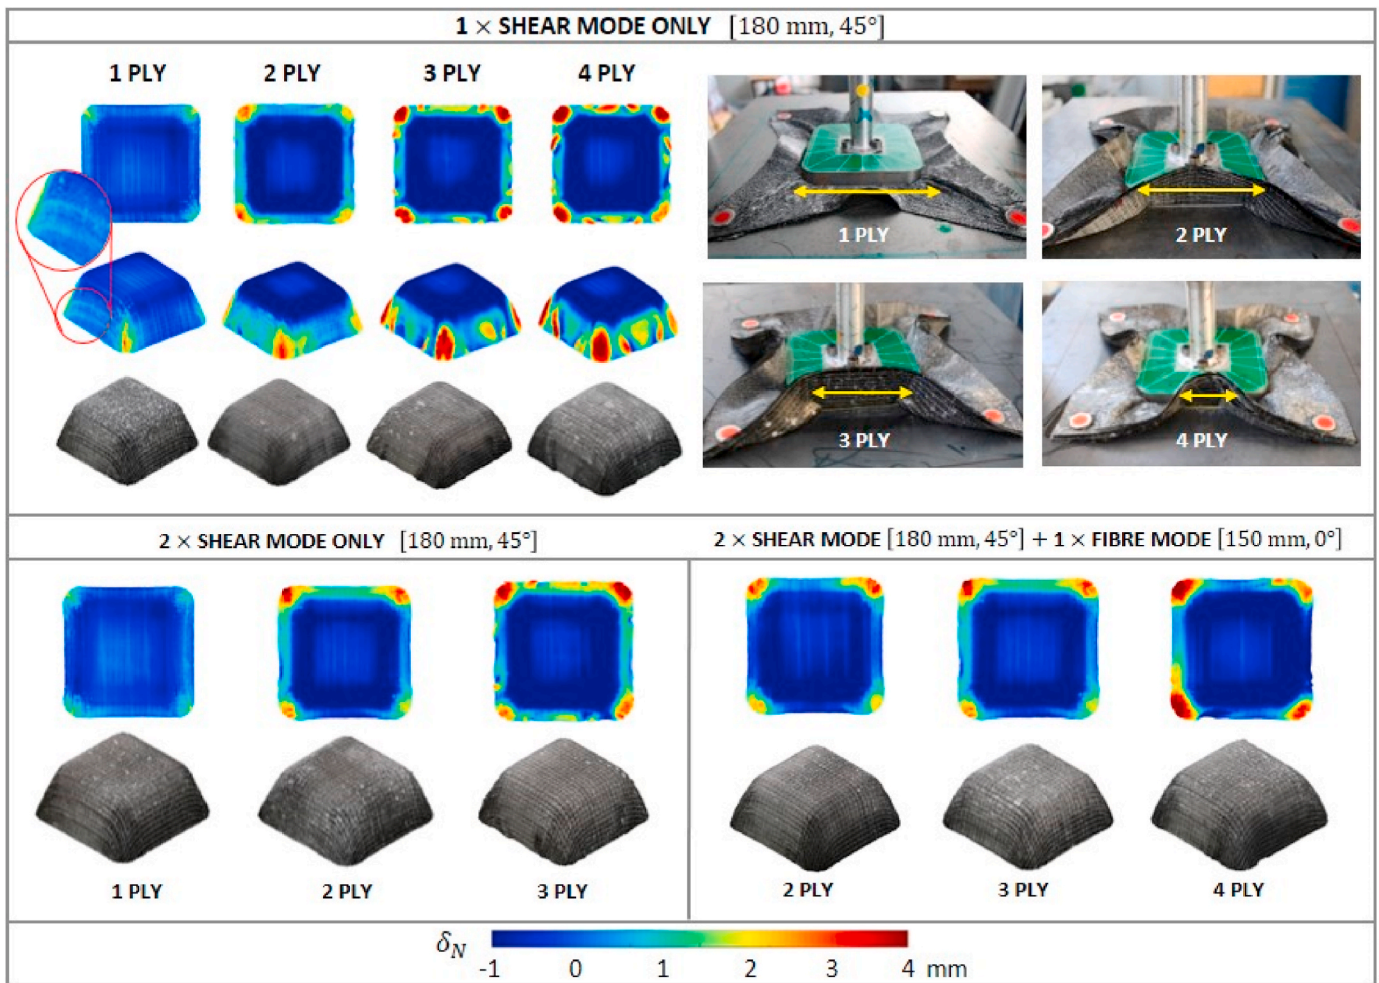 1 × SHEAR MODE ONLY [180 mm, 45°]
1 PLY 2 PLY 3 PLY 4 PLY
1 PLY
2 PLY
3 PLY
4 PLY
2 × SHEAR MODE ONLY [180 mm, 45°]
1 PLY 2 PLY 3 PLY
2 × SHEAR MODE [180 mm, 45°] + 1 × FIBRE MODE [150 mm, 0°]
2 PLY 3 PLY 4 PLY
δN
-1 0 1 2 3 4 mm